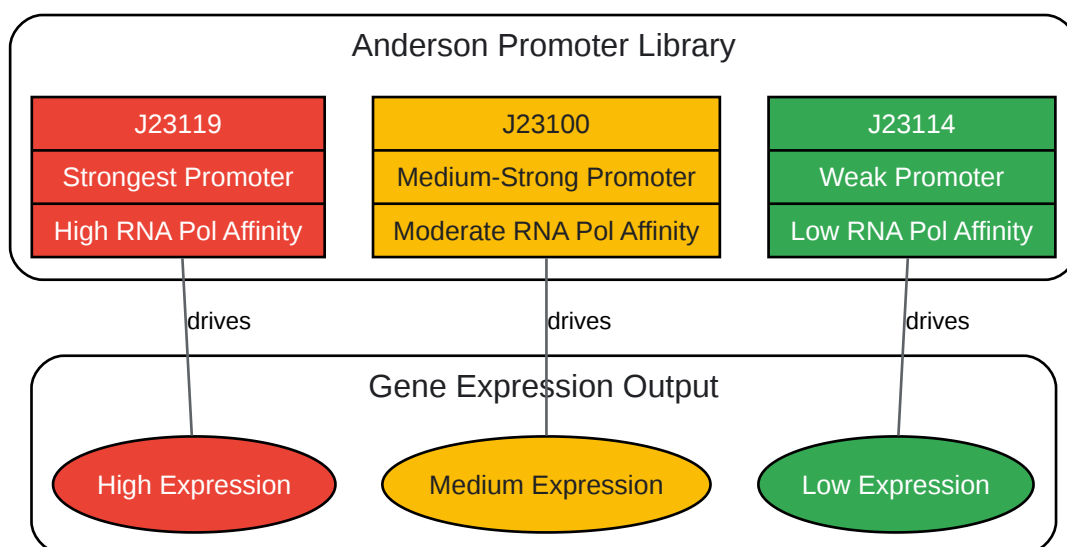 Anderson Promoter Library
J23119
Strongest Promoter
High RNA Pol Affinity
J23100
Medium-Strong Promoter
Moderate RNA Pol Affinity
J23114
Weak Promoter
Low RNA Pol Affinity
drives
drives
drives
Gene Expression Output
High Expression
Medium Expression
Low Expression